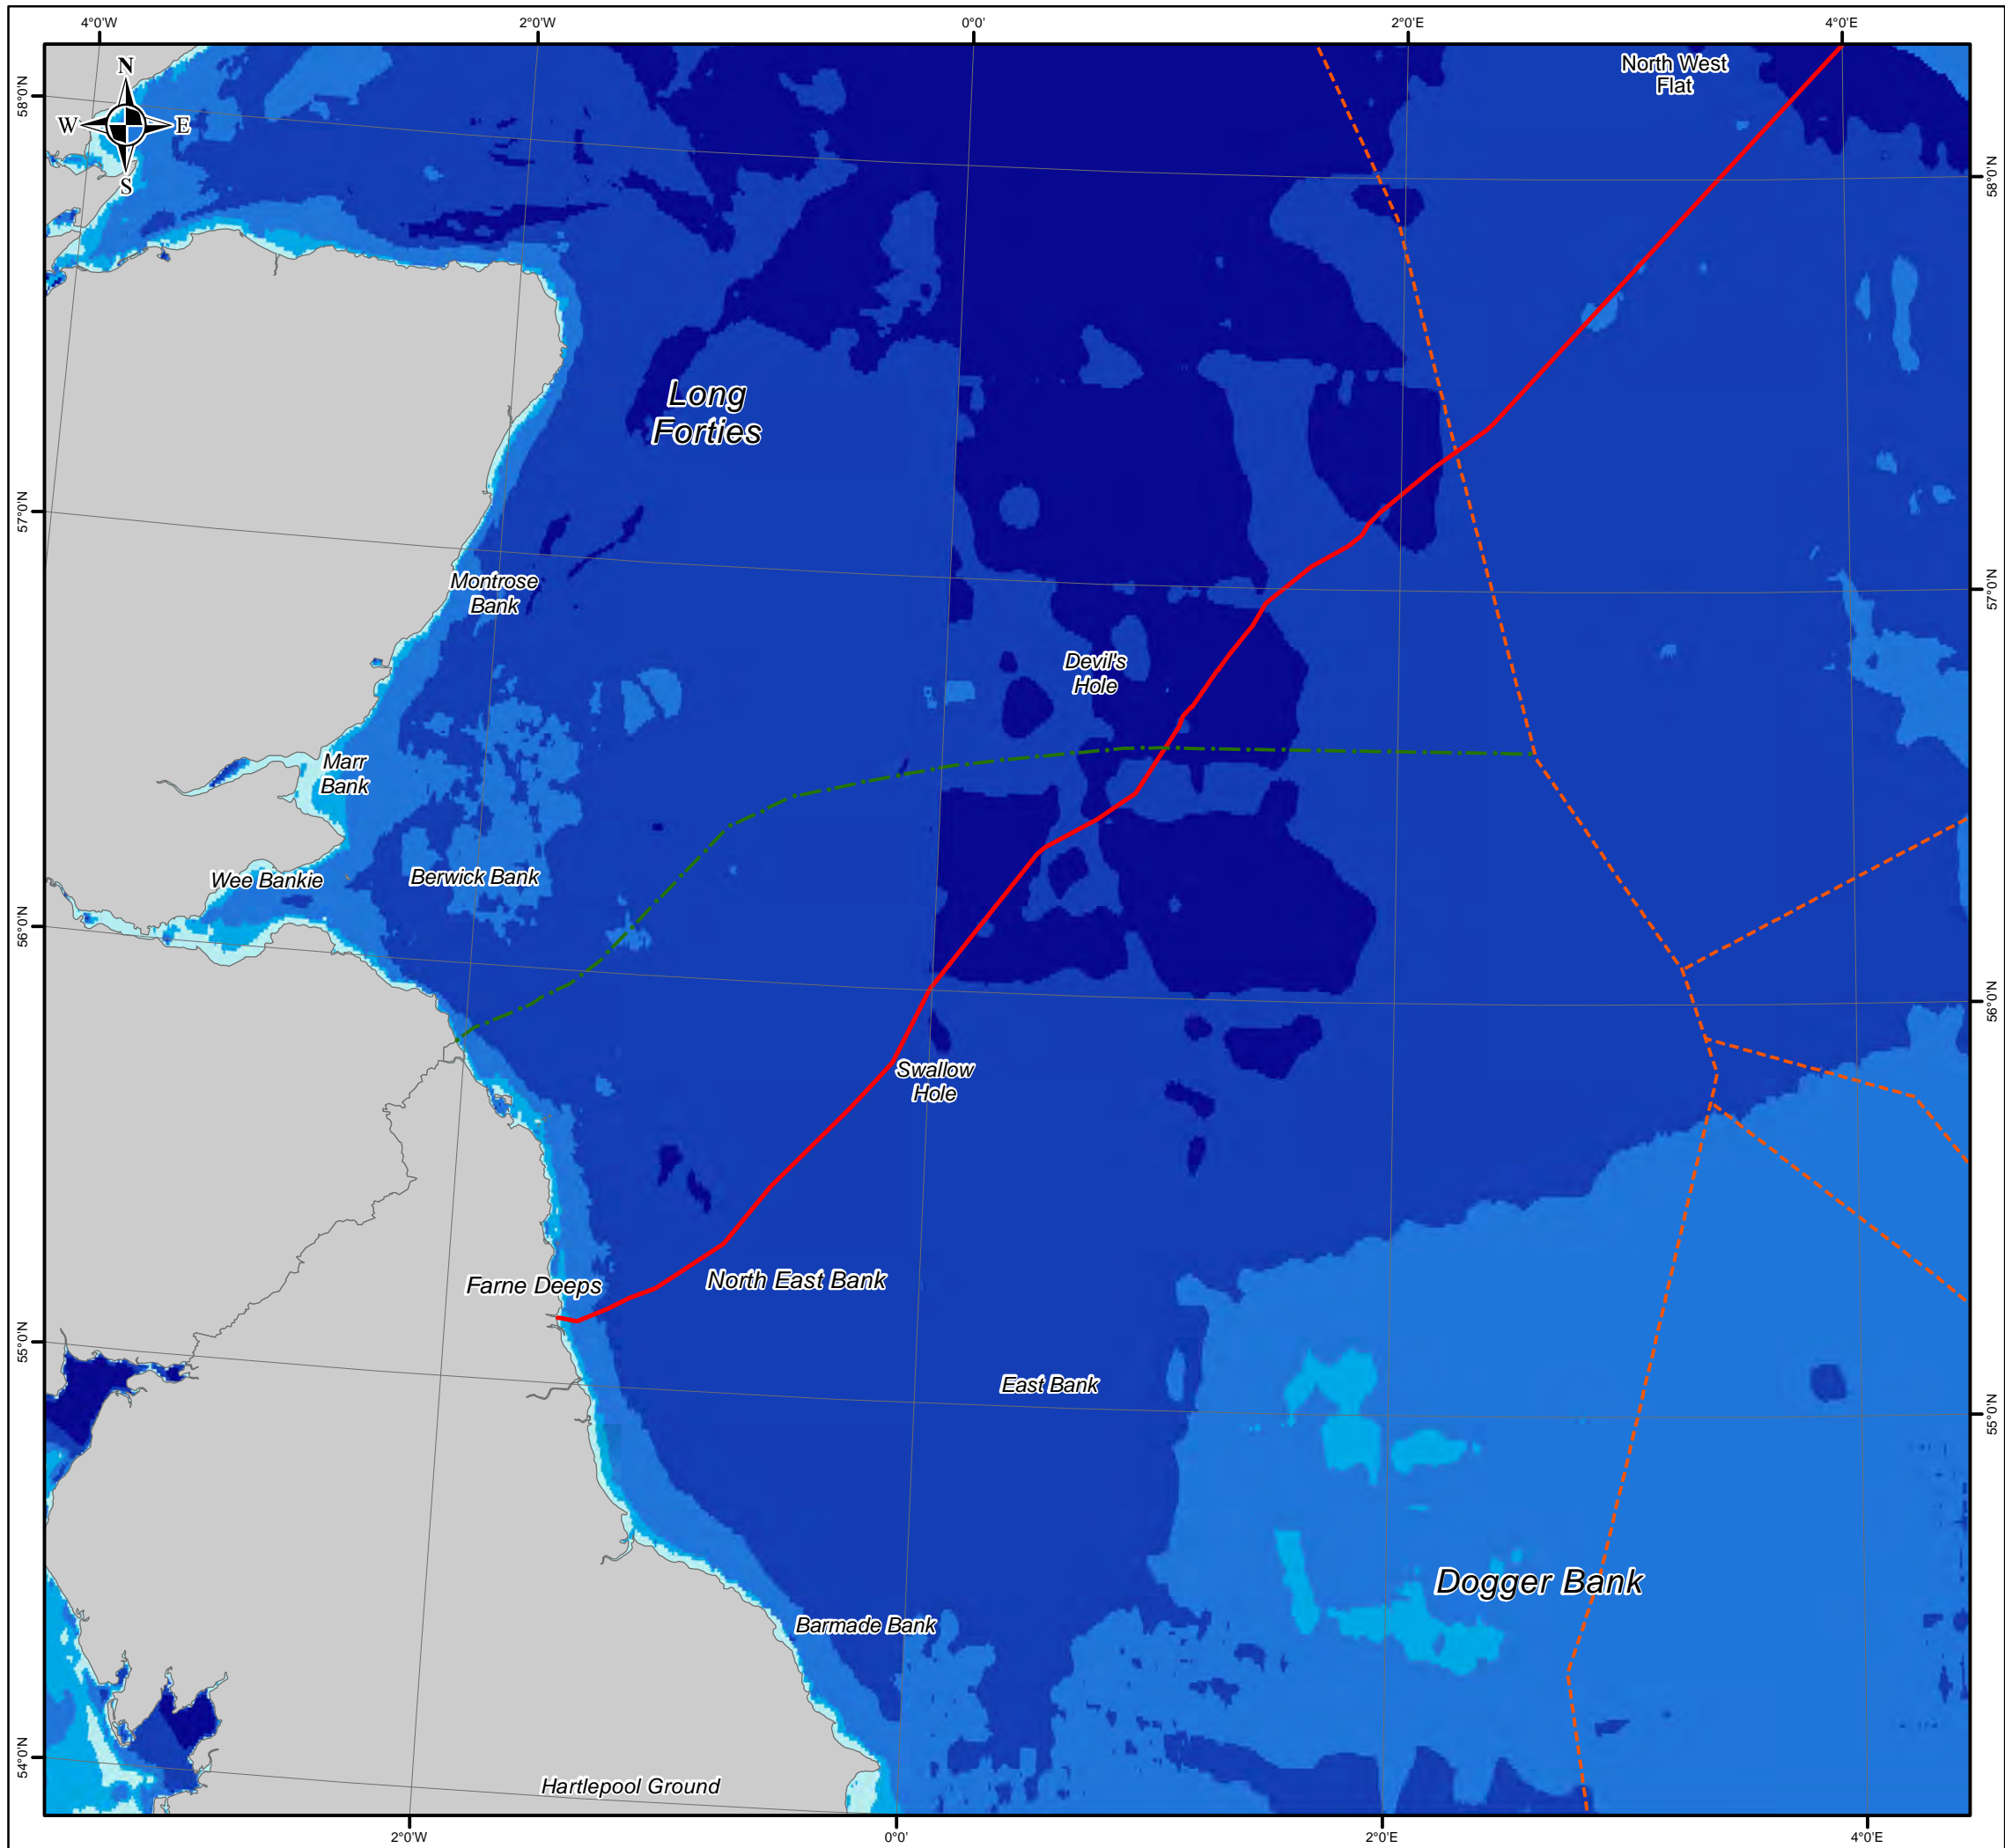 4°0'W
2°0'W
0°0'
2°0'E
4°0'E
N
W
E
S
North West
Flat
58°0'N
58°0'N
Long
Forties
57°0'N
57°0'N
Montrose
Bank
Devil's
Hole
Marr
Bank
Wee Bankie
Berwick Bank
56°0'N
56°0'N
Swallow
Hole
Farne Deeps
North East Bank
55°0'N
East Bank
55°0'N
Dogger Bank
Barmade Bank
54°0'N
Hartlepool Ground
2°0'W
0°0'
2°0'E
4°0'E